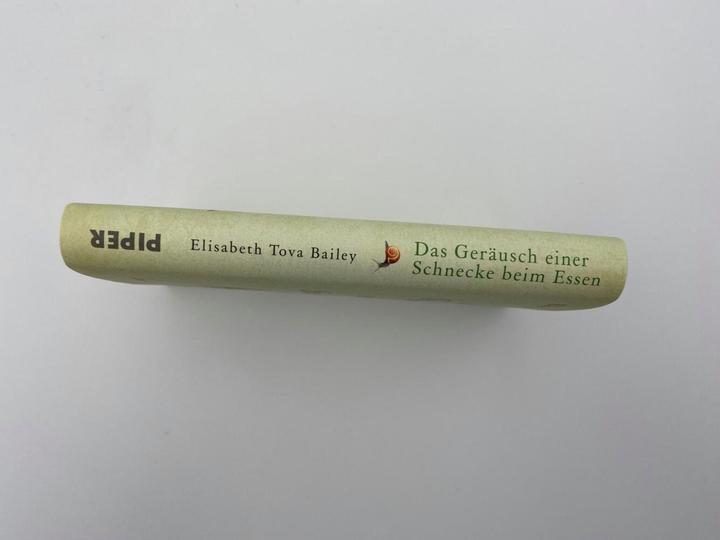 PIPER
Elisabeth Tova Bailey
Das Geräusch einer
Schnecke beim Essen